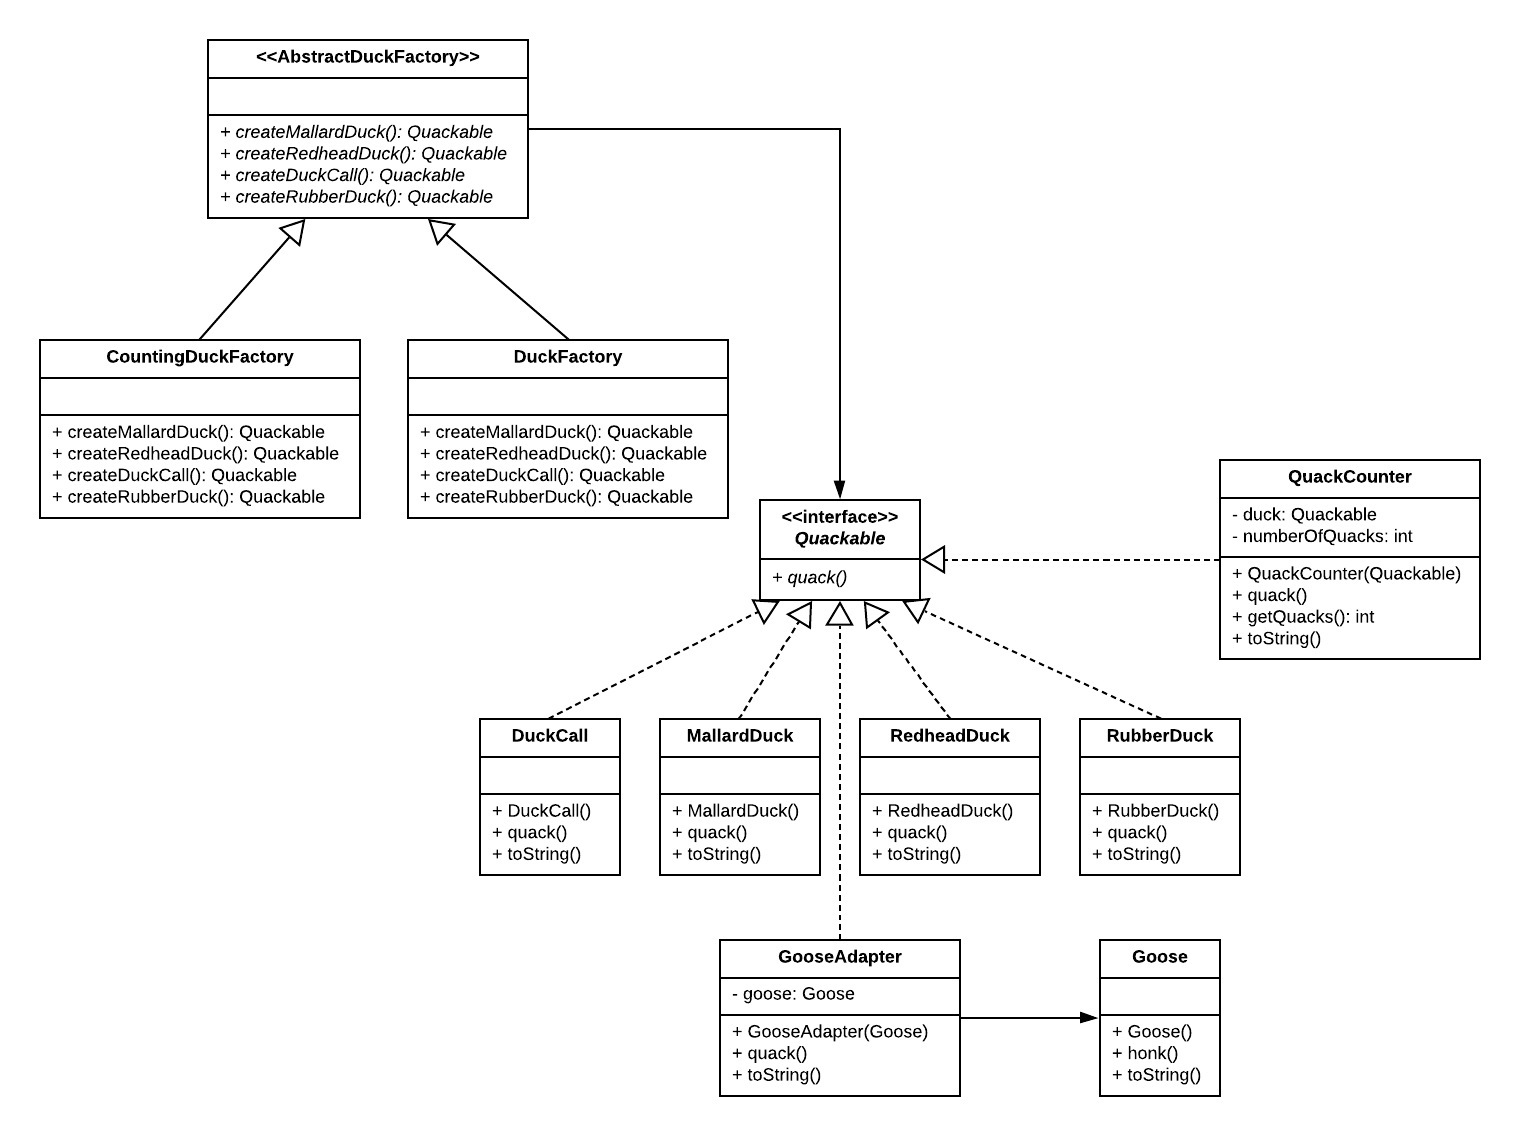 <<AbstractDuckFactory>>
+ createMallardDuck(): Quackable
+ createRedheadDuck(): Quackable
+ createDuckCall(): Quackable
+ createRubberDuck(): Quackable
CountingDuckFactory
+ createMallardDuck(): Quackable
+ createRedheadDuck(): Quackable
+ createDuckCall(): Quackable
+ createRubberDuck(): Quackable
DuckFactory
+ createMallardDuck(): Quackable
+ createRedheadDuck(): Quackable
+ createDuckCall(): Quackable
+ createRubberDuck(): Quackable
<<interface>>
Quackable
+ quack()
QuackCounter
- duck: Quackable
- numberOfQuacks: int
+ QuackCounter(Quackable)
+ quack()
+ getQuacks(): int
+ toString()
DuckCall
+ DuckCall()
+ quack()
+ toString()
MallardDuck
+ MallardDuck()
+ quack()
+ toString()
RedheadDuck
+ RedheadDuck()
+ quack()
+ toString()
RubberDuck
+ RubberDuck()
+ quack()
+ toString()
GooseAdapter
- goose: Goose
+ GooseAdapter(Goose)
+ quack()
+ toString()
Goose
+ Goose()
+ honk()
+ toString()